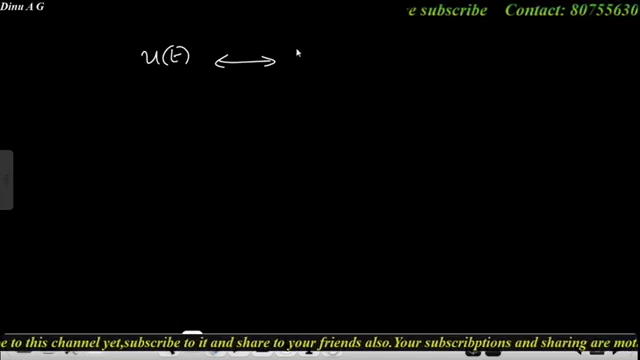 Dinu A G
e subscribe Contact: 80755630
u(t) ⟷
e to this channel yet,subscribe to it and share to your friends also.Your subscribptions and sharing are mot